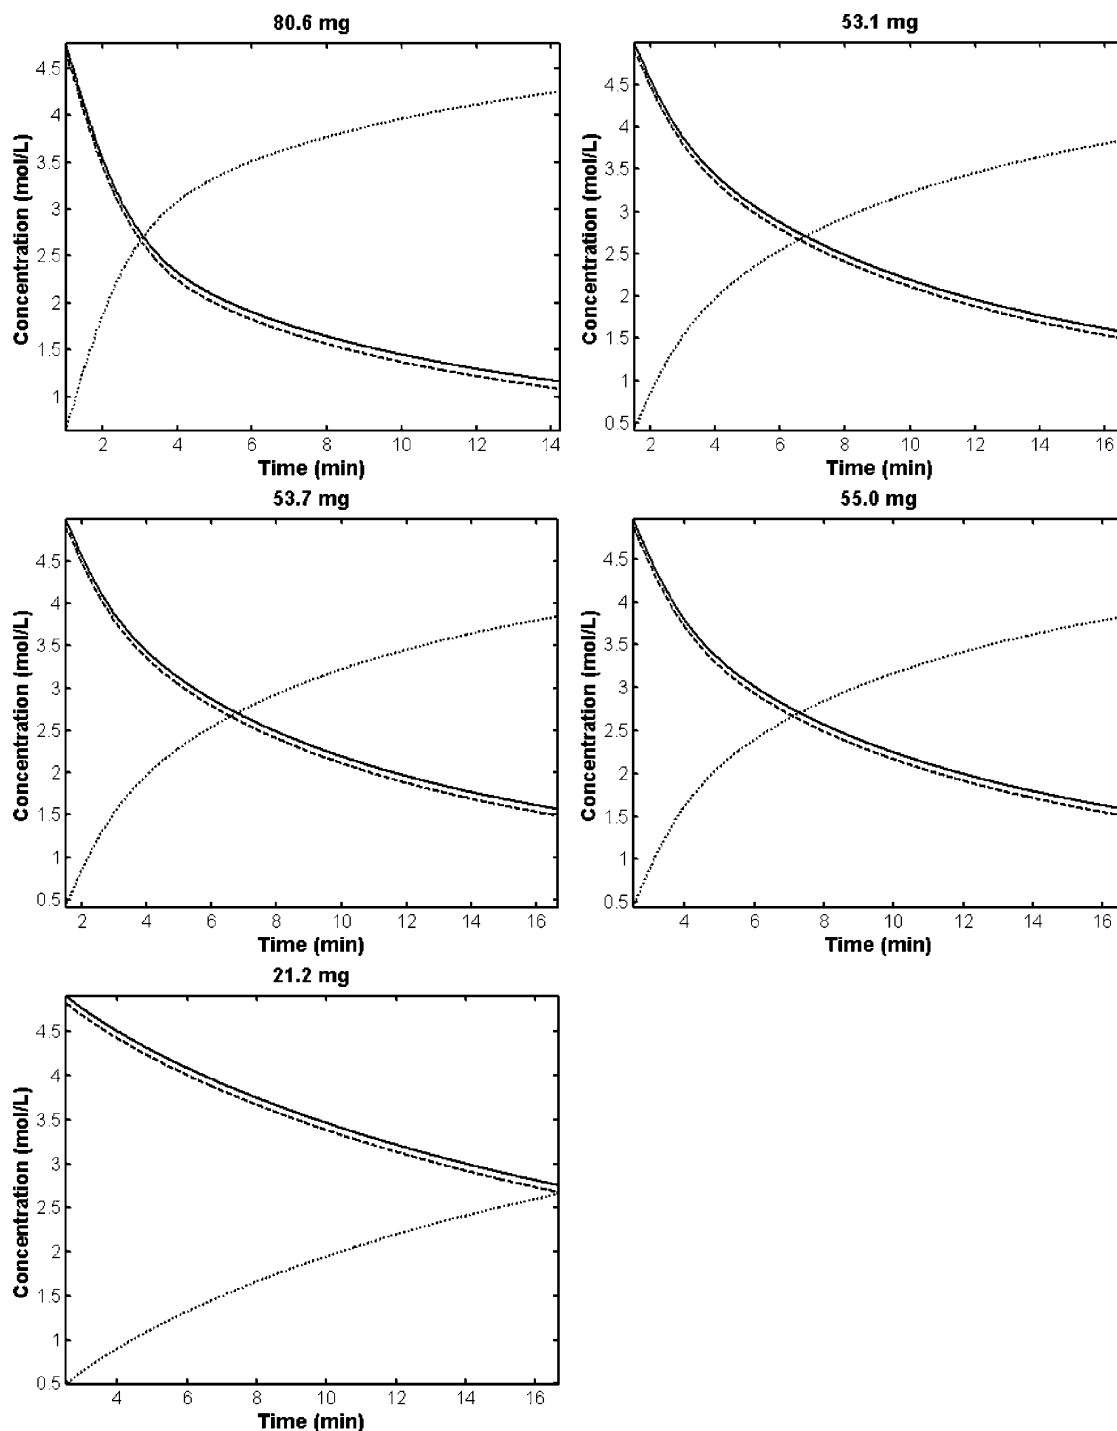 80.6 mg
Concentration (mol/L)
4.5
4
3.5
3
2.5
2
1.5
1
2 4 6 8 10 12 14
Time (min)
53.1 mg
Concentration (mol/L)
4.5
4
3.5
3
2.5
2
1.5
1
0.5
2 4 6 8 10 12 14 16
Time (min)
53.7 mg
Concentration (mol/L)
4.5
4
3.5
3
2.5
2
1.5
1
0.5
2 4 6 8 10 12 14 16
Time (min)
55.0 mg
Concentration (mol/L)
4.5
4
3.5
3
2.5
2
1.5
1
0.5
4 6 8 10 12 14 16
Time (min)
21.2 mg
Concentration (mol/L)
4.5
4
3.5
3
2.5
2
1.5
1
0.5
4 6 8 10 12 14 16
Time (min)